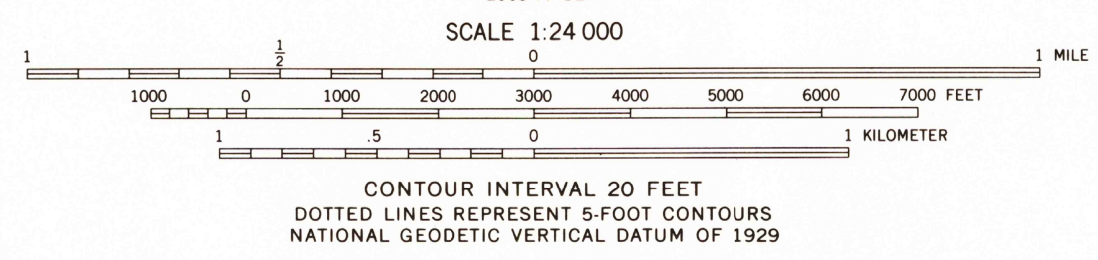 SCALE 1:24 000
1 1/2 0 1 MILE
1000 0 1000 2000 3000 4000 5000 6000 7000 FEET
1 .5 0 1 KILOMETER
CONTOUR INTERVAL 20 FEET
DOTTED LINES REPRESENT 5-FOOT CONTOURS
NATIONAL GEODETIC VERTICAL DATUM OF 1929